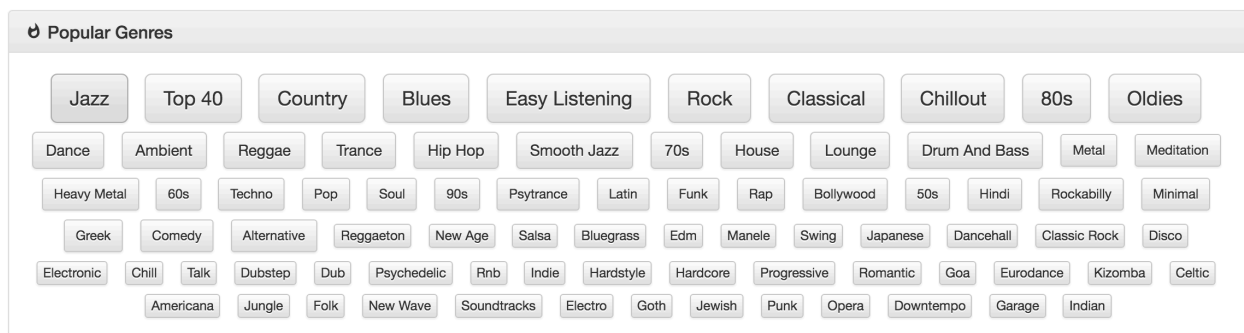 Popular Genres
Jazz Top 40 Country Blues Easy Listening Rock Classical Chillout 80s Oldies
Dance Ambient Reggae Trance Hip Hop Smooth Jazz 70s House Lounge Drum And Bass Metal Meditation
Heavy Metal 60s Techno Pop Soul 90s Psytrance Latin Funk Rap Bollywood 50s Hindi Rockabilly Minimal
Greek Comedy Alternative Reggaeton New Age Salsa Bluegrass Edm Manele Swing Japanese Dancehall Classic Rock Disco
Electronic Chill Talk Dubstep Dub Psychedelic Rnb Indie Hardstyle Hardcore Progressive Romantic Goa Eurodance Kizomba Celtic
Americana Jungle Folk New Wave Soundtracks Electro Goth Jewish Punk Opera Downtempo Garage Indian